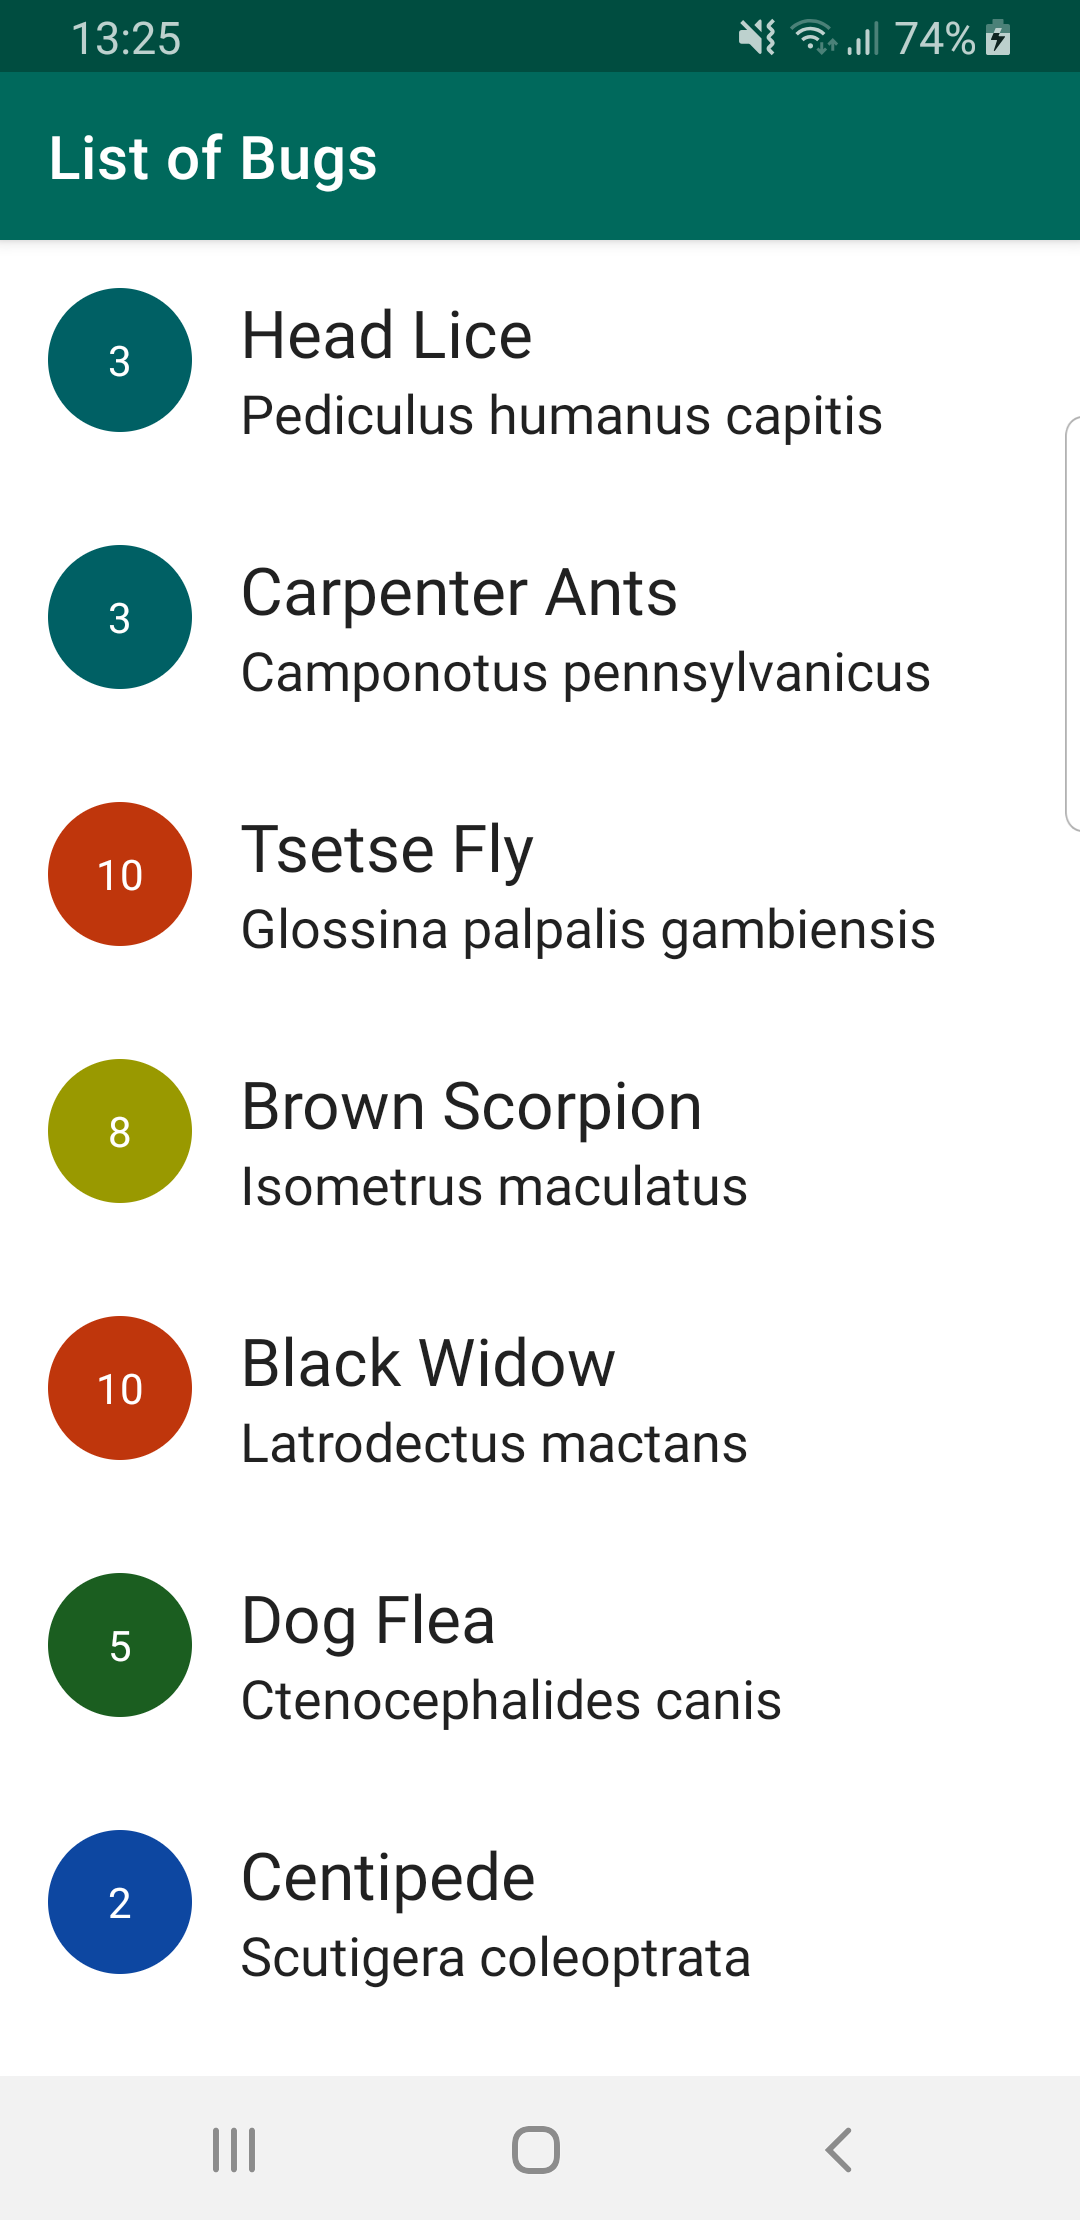 13:25 74%
List of Bugs
3 Head Lice
Pediculus humanus capitis
3 Carpenter Ants
Camponotus pennsylvanicus
10 Tsetse Fly
Glossina palpalis gambiensis
8 Brown Scorpion
Isometrus maculatus
10 Black Widow
Latrodectus mactans
5 Dog Flea
Ctenocephalides canis
2 Centipede
Scutigera coleoptrata